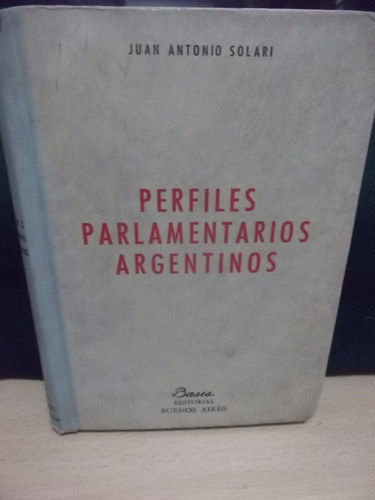 JUAN ANTONIO SOLARI
PERFILES
PARLAMENTARIOS
ARGENTINOS
Bases
EDITORIAL
BUENOS AIRES